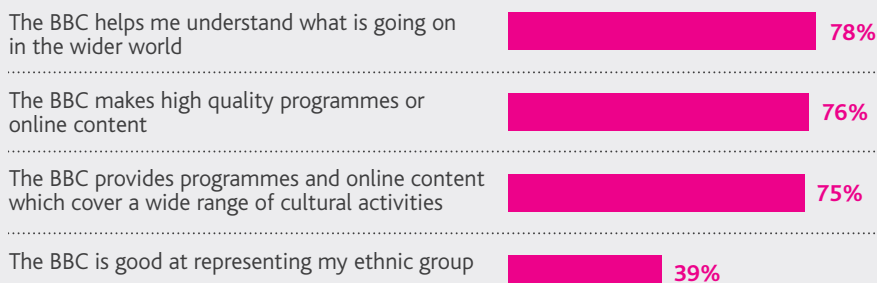 The BBC helps me understand what is going on
in the wider world
78%
The BBC makes high quality programmes or
online content
76%
The BBC provides programmes and online content
which cover a wide range of cultural activities
75%
The BBC is good at representing my ethnic group
39%